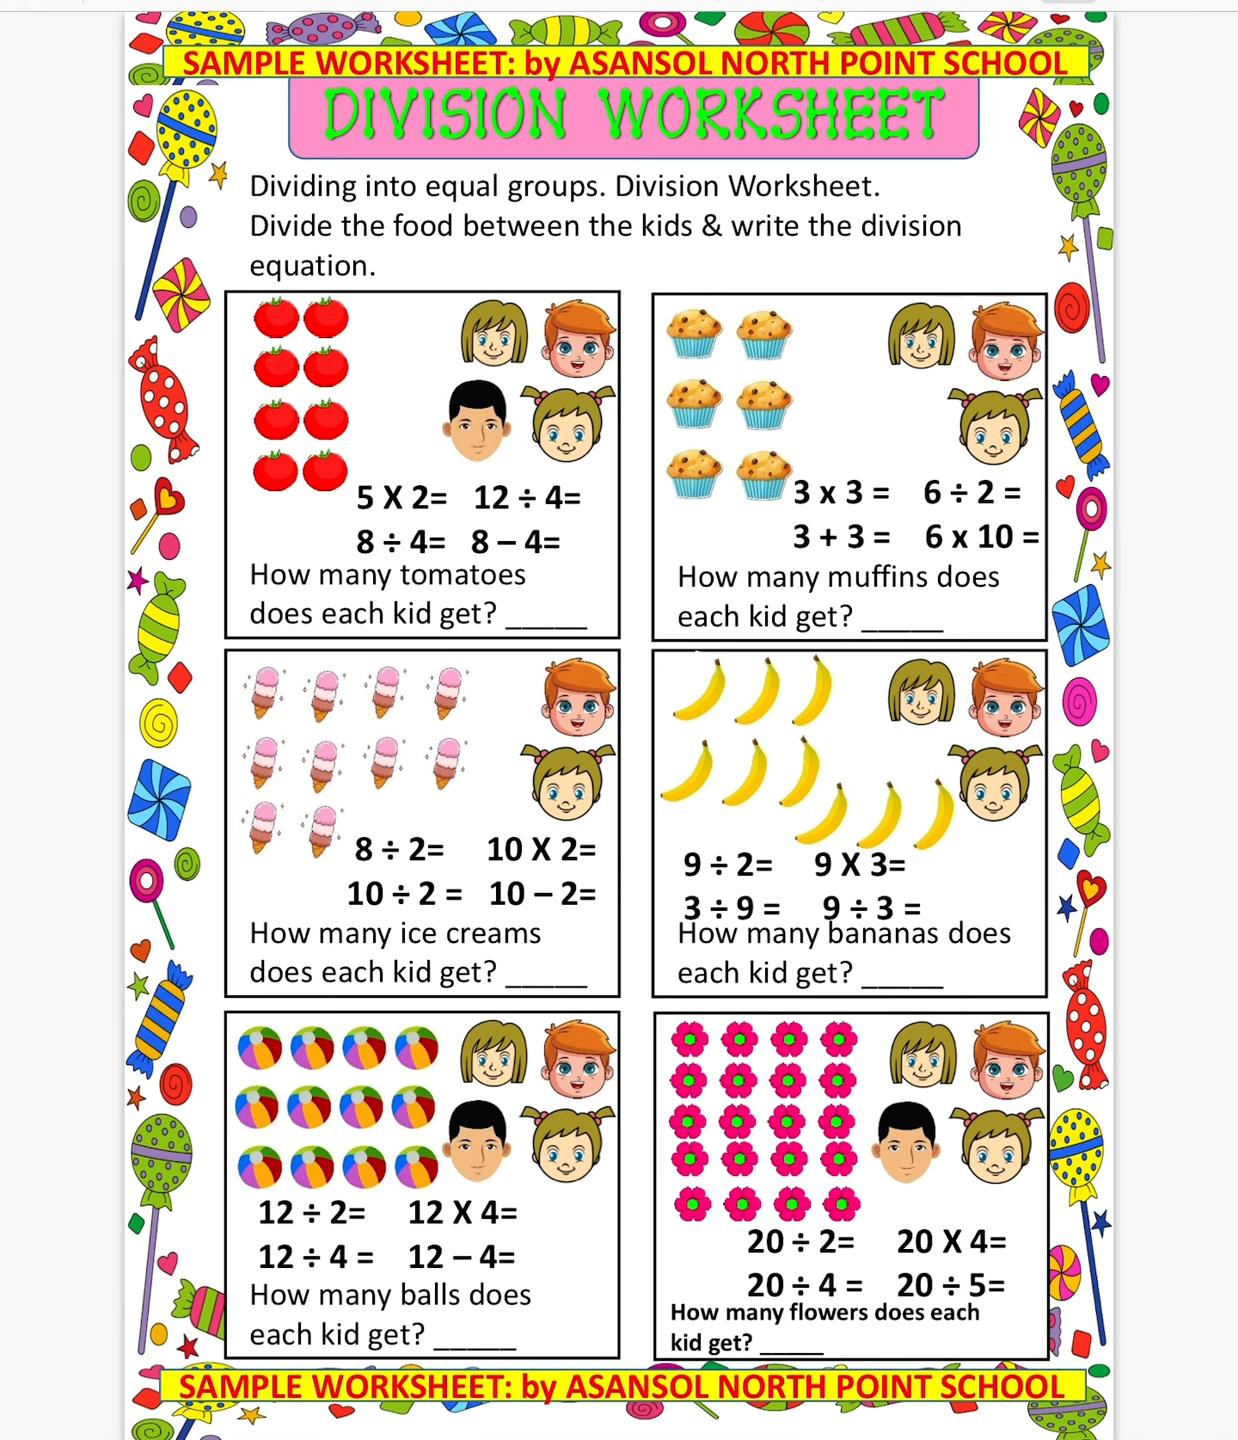 SAMPLE WORKSHEET: by ASANSOL NORTH POINT SCHOOL
DIVISION WORKSHEET
Dividing into equal groups. Division Worksheet.
Divide the food between the kids & write the division
equation.
5 X 2= 12 ÷ 4=
8 ÷ 4= 8 – 4=
How many tomatoes
does each kid get? _____
3 x 3 = 6 ÷ 2 =
3 + 3 = 6 x 10 =
How many muffins does
each kid get? _____
8 ÷ 2= 10 X 2=
10 ÷ 2 = 10 – 2=
How many ice creams
does each kid get? _____
9 ÷ 2= 9 X 3=
3 ÷ 9 = 9 ÷ 3 =
How many bananas does
each kid get? _____
12 ÷ 2= 12 X 4=
12 ÷ 4 = 12 – 4=
How many balls does
each kid get? _____
20 ÷ 2= 20 X 4=
20 ÷ 4 = 20 ÷ 5=
How many flowers does each
kid get? _____
SAMPLE WORKSHEET: by ASANSOL NORTH POINT SCHOOL